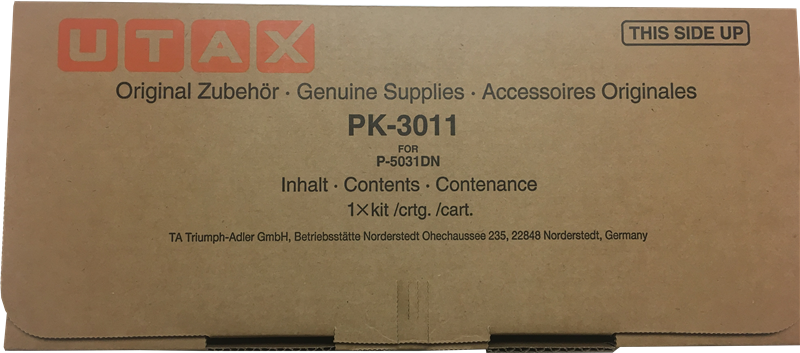 UTAX
THIS SIDE UP
Original Zubehör · Genuine Supplies · Accessoires Originales
PK-3011
FOR
P-5031DN
Inhalt · Contents · Contenance
1×kit /crtg. /cart.
TA Triumph-Adler GmbH, Betriebsstätte Norderstedt Ohechaussee 235, 22848 Norderstedt, Germany